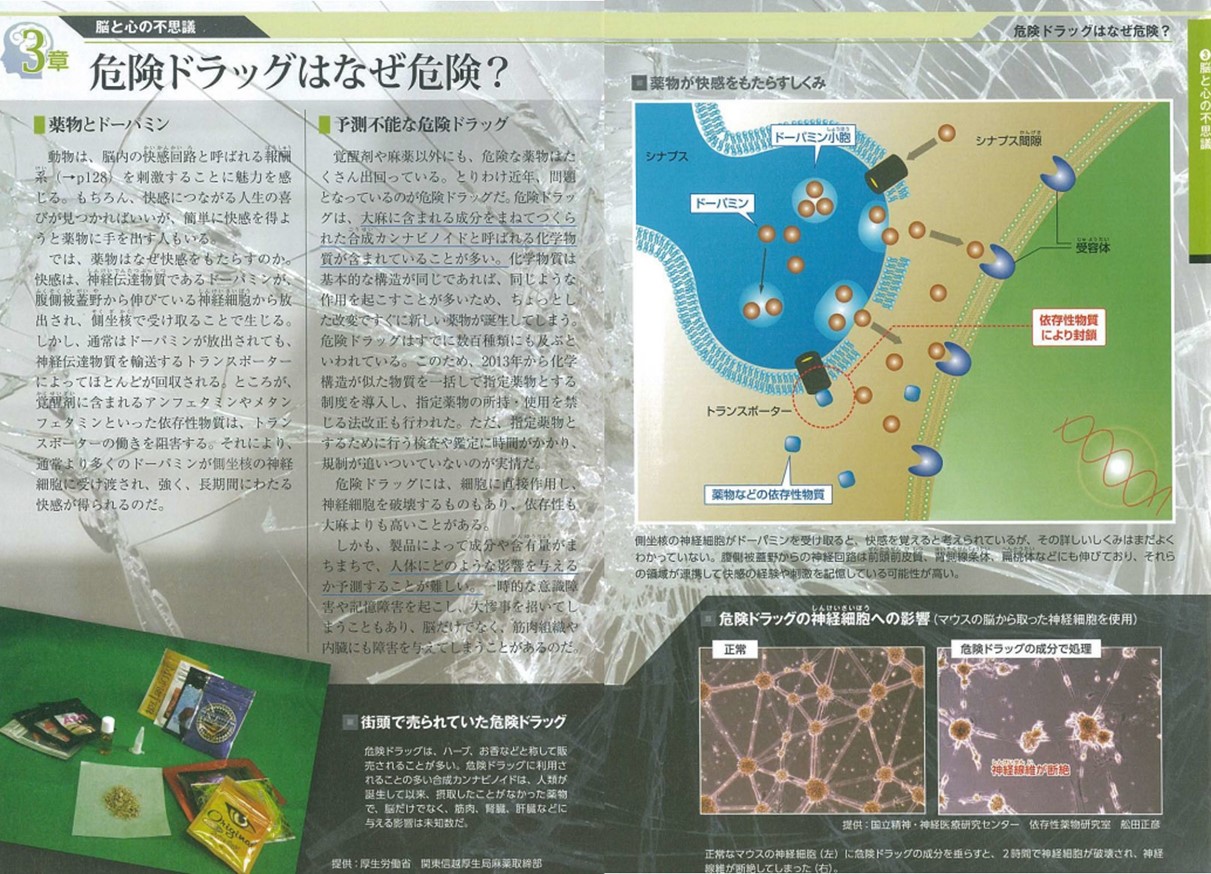 3章
脳と心の不思議
危険ドラッグはなぜ危険？
薬物とドーパミン
動物は、脳内の快感回路と呼ばれる報酬
系（→p128）を刺激することに魅力を感
じる。もちろん、快感につながる人生の喜
びが見つかればいいが、簡単に快感を得よ
うと薬物に手を出す人もいる。
では、薬物はなぜ快感をもたらすのか。
快感は、神経伝達物質であるドーパミンが、
腹側被蓋野から伸びている神経細胞から放
出され、側坐核で受け取ることで生じる。
しかし、通常はドーパミンが放出されても、
神経伝達物質を輸送するトランスポーター
によってほとんどが回収される。ところが、
覚醒剤に含まれるアンフェタミンやメタン
フェタミンといった依存性物質は、トラン
スポーターの働きを阻害する。それにより、
通常より多くのドーパミンが側坐核の神経
細胞に受け渡され、強く、長期間にわたる
快感が得られるのだ。
予測不能な危険ドラッグ
覚醒剤や麻薬以外にも、危険な薬物はた
くさん出回っている。とりわけ近年、問題
となっているのが危険ドラッグだ。危険ドラッ
グは、大麻に含まれる成分をまねてつくら
れた合成カンナビノイドと呼ばれる化学物
質が含まれていることが多い。化学物質は
基本的な構造が同じであれば、同じような
作用を起こすことが多いため、ちょっとし
た改変ですぐに新しい薬物が誕生してしまう。
危険ドラッグはすでに数百種類にも及ぶと
いわれている。このため、2013年から化学
構造が似た物質を一括して指定薬物とする
制度を導入し、指定薬物の所持・使用を禁
じる法改正も行われた。ただ、指定薬物と
するために行う検査や鑑定に時間がかかり、
規制が追いついていないのが実情だ。
危険ドラッグには、細胞に直接作用し、
神経細胞を破壊するものもあり、依存性も
大麻よりも高いことがある。
しかも、製品によって成分や含有量がま
ちまちで、人体にどのような影響を与える
か予測することが難しい。一時的な意識障
害や記憶障害を起こし、大惨事を招いてし
まうこともあり、脳だけでなく、筋肉組織や
内臓にも障害を与えてしまうことがあるのだ。
Original
街頭で売られていた危険ドラッグ
危険ドラッグは、ハーブ、お香などと称して販
売されることが多い。危険ドラッグに利用さ
れることの多い合成カンナビノイドは、人類が
誕生して以来、摂取したことがなかった薬物
で、脳だけでなく、筋肉、腎臓、肝臓などに
与える影響は未知数だ。
提供：厚生労働省　関東信越厚生局麻薬取締部
危険ドラッグはなぜ危険？
❸脳と心の不思議
薬物が快感をもたらすしくみ
シナプス
ドーパミン小胞
シナプス間隙
ドーパミン
受容体
依存性物質
により封鎖
トランスポーター
薬物などの依存性物質
側坐核の神経細胞がドーパミンを受け取ると、快感を覚えると考えられているが、その詳しいしくみはまだよく
わかっていない。腹側被蓋野からの神経回路は前頭前皮質、背側線条体、扁桃体などにも伸びており、それら
の領域が連携して快感の経験や刺激を記憶している可能性が高い。
危険ドラッグの神経細胞への影響（マウスの脳から取った神経細胞を使用）
正常
危険ドラッグの成分で処理
神経線維が断絶
提供：国立精神・神経医療研究センター　依存性薬物研究室　舩田正彦
正常なマウスの神経細胞（左）に危険ドラッグの成分を垂らすと、2時間で神経細胞が破壊され、神経
線維が断絶してしまった（右）。